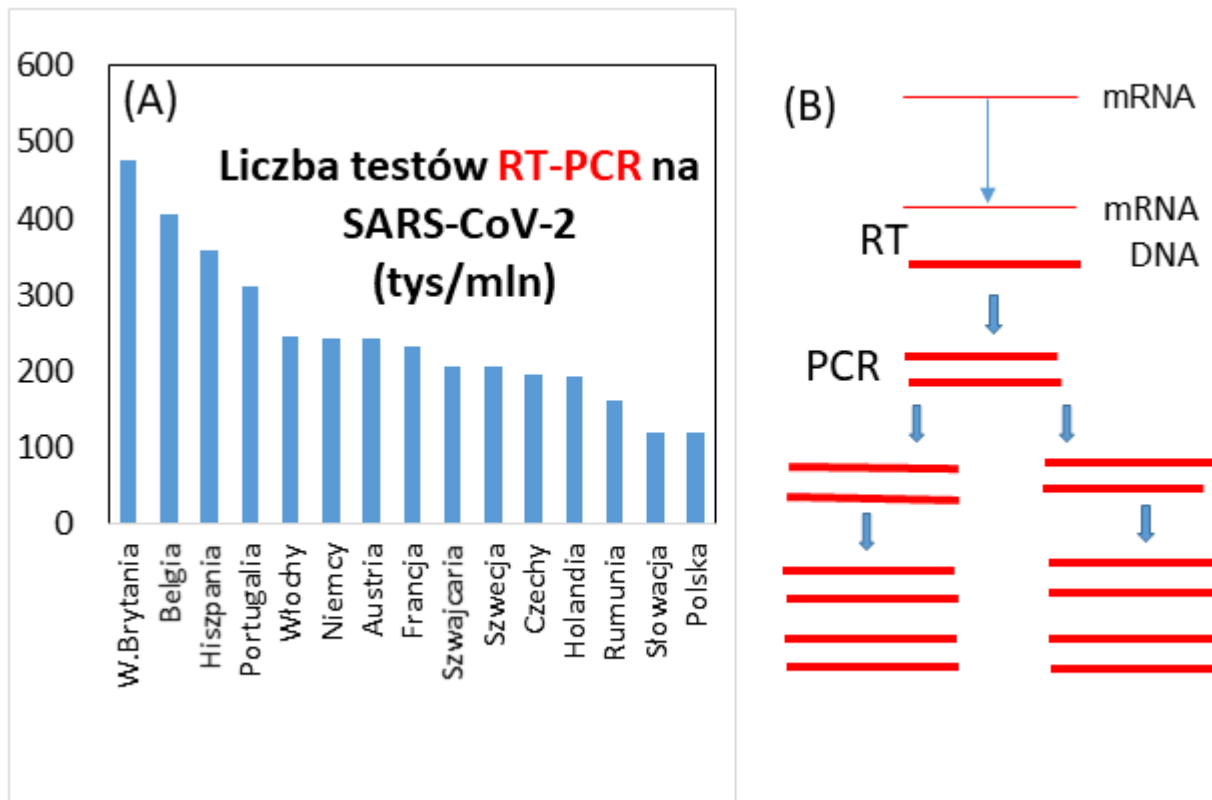 (A)
Liczba testów RT-PCR na
SARS-CoV-2
(tys/mln)
600
500
400
300
200
100
0
W.Brytania
Belgia
Hiszpania
Portugalia
Włochy
Niemcy
Austria
Francja
Szwajcaria
Szwecja
Czechy
Holandia
Rumunia
Słowacja
Polska
(B)
mRNA
mRNA
RT
DNA
PCR